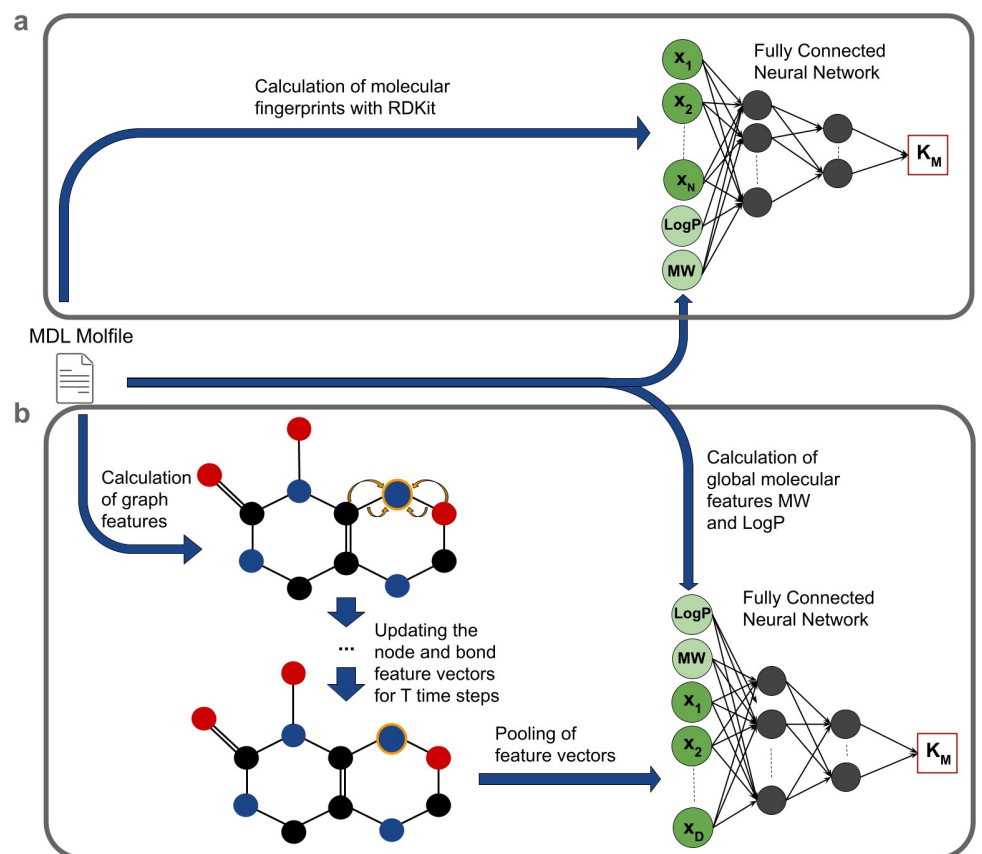 a
Calculation of molecular
fingerprints with RDKit
Fully Connected
Neural Network
x1
x2
xN
LogP
MW
KM
MDL Molfile
b
Calculation
of graph
features
Calculation of
global molecular
features MW
and LogP
...
Updating the
node and bond
feature vectors
for T time steps
Pooling of
feature vectors
Fully Connected
Neural Network
LogP
MW
x1
x2
xD
KM